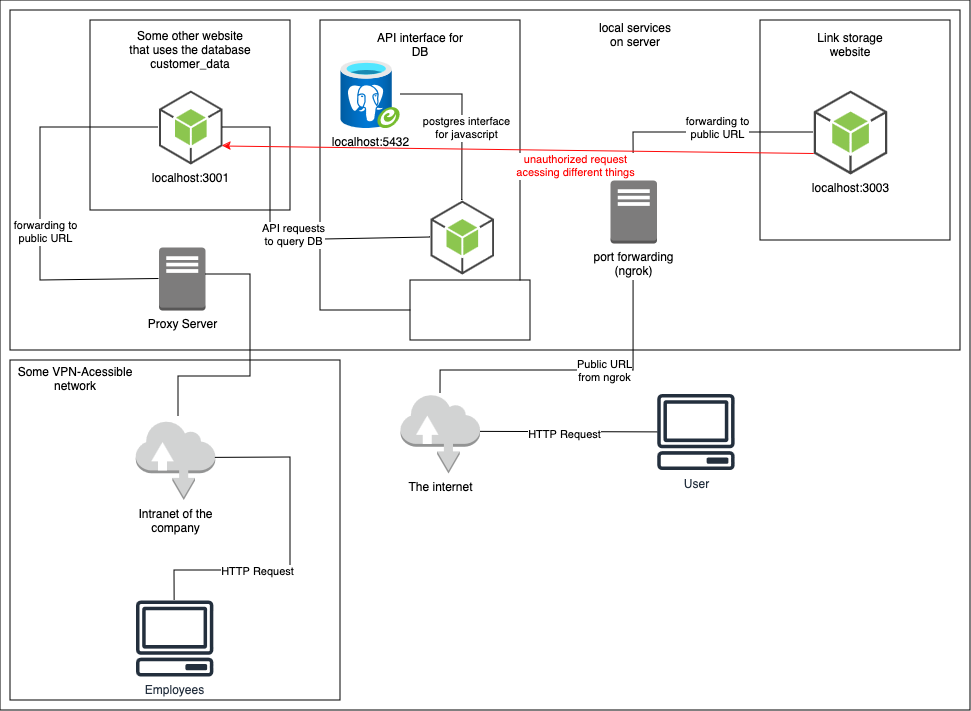 Some other website
that uses the database
customer_data
localhost:3001
API interface for
DB
localhost:5432
postgres interface
for javascript
local services
on server
Link storage
website
forwarding to
public URL
localhost:3003
unauthorized request
acessing different things
forwarding to
public URL
API requests
to query DB
port forwarding
(ngrok)
Proxy Server
Some VPN-Acessible
network
Public URL
from ngrok
HTTP Request
User
The internet
Intranet of the
company
HTTP Request
Employees